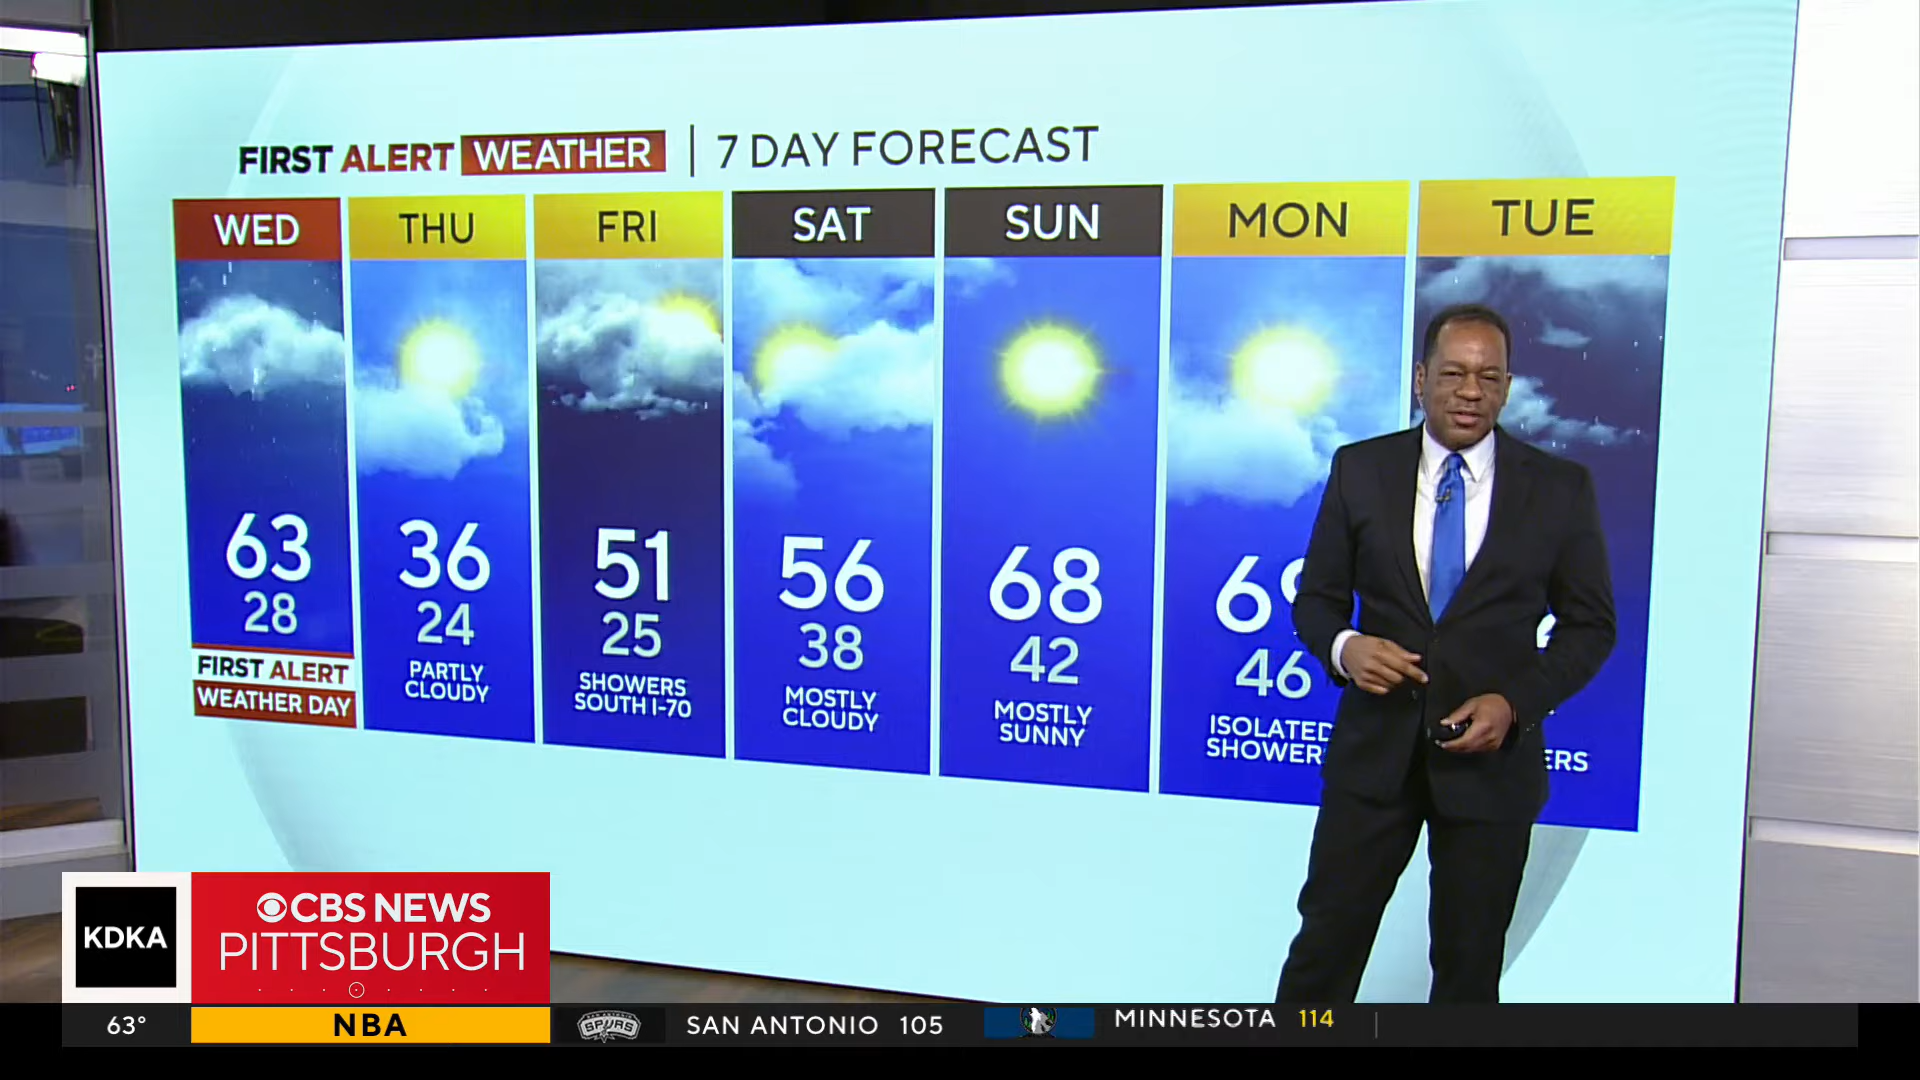 FIRST ALERT WEATHER | 7 DAY FORECAST
WED
THU
FRI
SAT
SUN
MON
TUE
63
28
FIRST ALERT
WEATHER DAY
36
24
PARTLY
CLOUDY
51
25
SHOWERS
SOUTH I-70
56
38
MOSTLY
CLOUDY
68
42
MOSTLY
SUNNY
46
ISOLATED
SHOWER
KDKA
CBS NEWS
PITTSBURGH
63°
NBA
SPURS
SAN ANTONIO 105
MINNESOTA 114